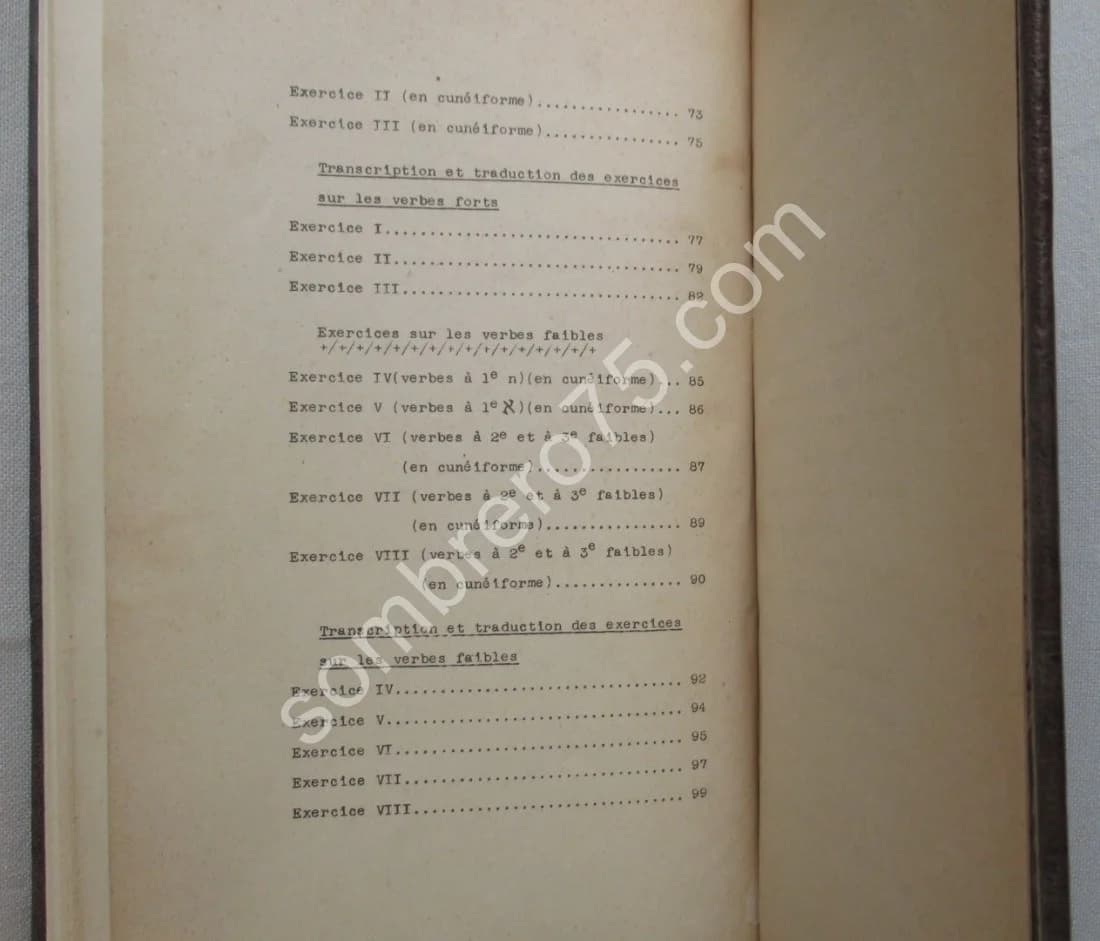 Exercice II (en cunéiforme)................ 73
Exercice III (en cunéiforme)............... 75
Transcription et traduction des exercices
sur les verbes forts
Exercice I................................. 77
Exercice II................................ 79
Exercice III............................... 82
Exercices sur les verbes faibles
+/+/+/+/+/+/+/+/+/+/+/+/+/+/+/+
Exercice IV(verbes à 1e n)(en cunéiforme)... 85
Exercice V (verbes à 1e א)(en cunéiforme)... 86
Exercice VI (verbes à 2e et à 3e faibles)
(en cunéiforme)................ 87
Exercice VII (verbes à 2e et à 3e faibles)
(en cunéiforme)............... 89
Exercice VIII (verbes à 2e et à 3e faibles)
(en cunéiforme).............. 90
Transcription et traduction des exercices
sur les verbes faibles
Exercice IV................................ 92
Exercice V................................. 94
Exercice VI................................ 95
Exercice VII............................... 97
Exercice VIII.............................. 99
sombrero75.com